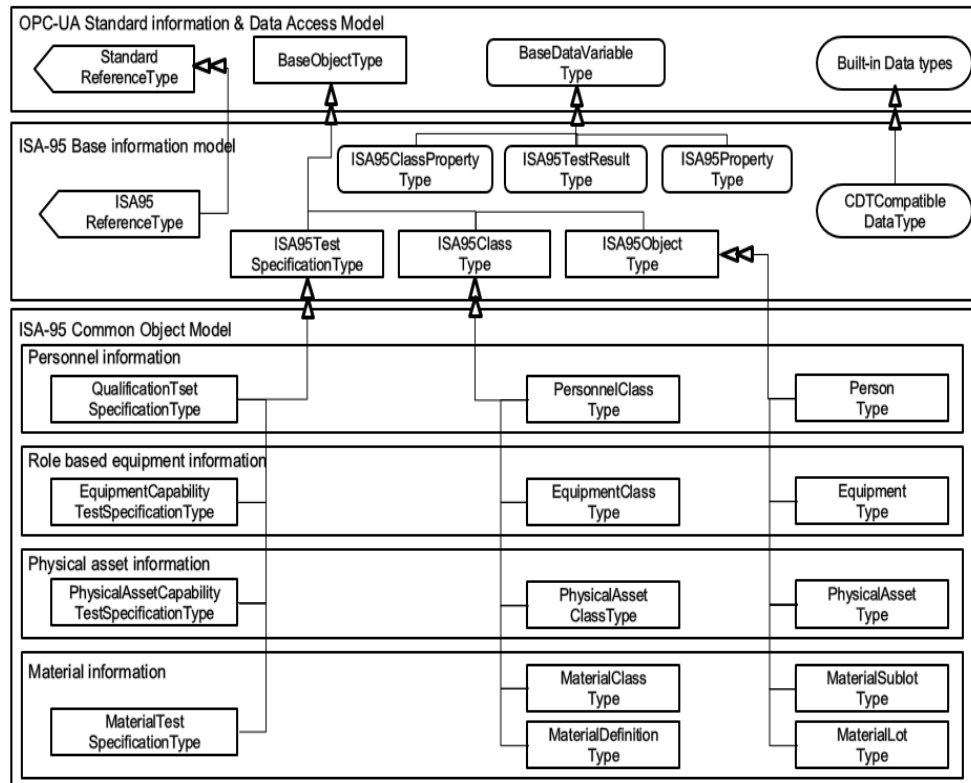 OPC-UA Standard information & Data Access Model
Standard
ReferenceType
BaseObjectType
BaseDataVariable
Type
Built-in Data types
ISA-95 Base information model
ISA95ClassProperty
Type
ISA95TestResult
Type
ISA95Property
Type
ISA95
ReferenceType
CDTCompatible
DataType
ISA95Test
SpecificationType
ISA95Class
Type
ISA95Object
Type
ISA-95 Common Object Model
Personnel information
QualificationTset
SpecificationType
PersonnelClass
Type
Person
Type
Role based equipment information
EquipmentCapability
TestSpecificationType
EquipmentClass
Type
Equipment
Type
Physical asset information
PhysicalAssetCapability
TestSpecificationType
PhysicalAsset
ClassType
PhysicalAsset
Type
Material information
MaterialClass
Type
MaterialSublot
Type
MaterialTest
SpecificationType
MaterialDefinition
Type
MaterialLot
Type